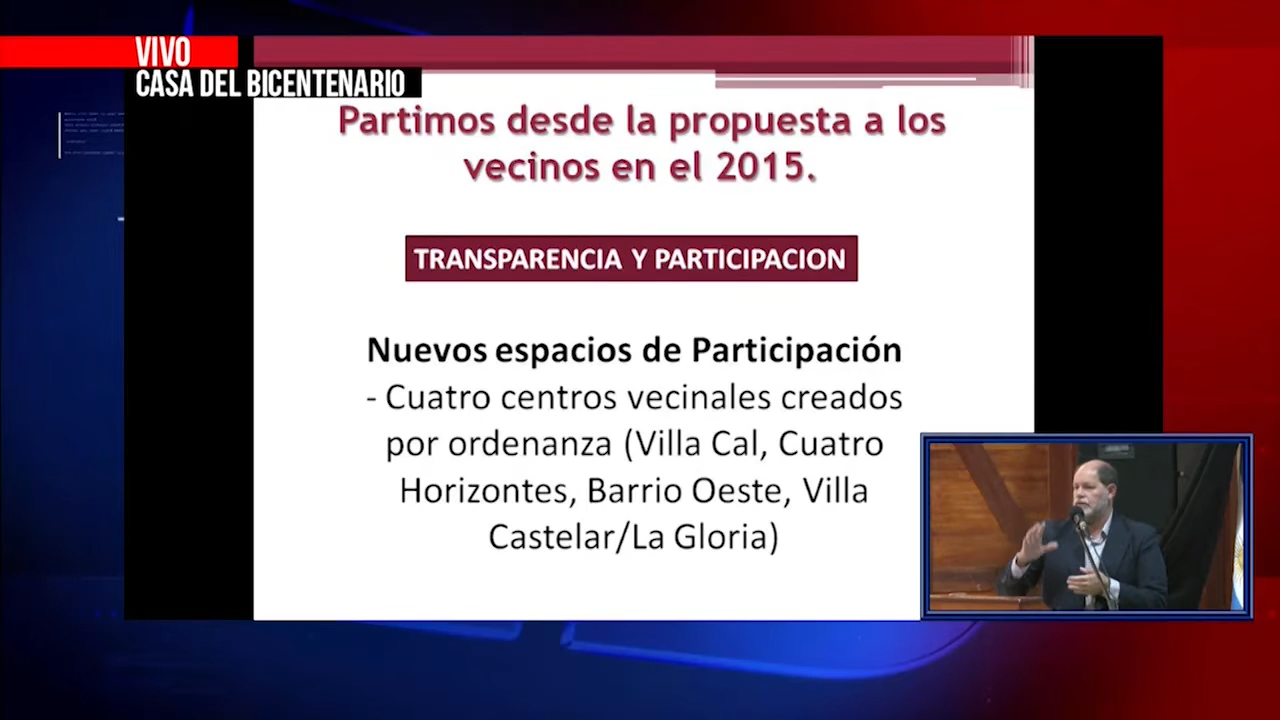 VIVO
CASA DEL BICENTENARIO
Partimos desde la propuesta a los
vecinos en el 2015.
TRANSPARENCIA Y PARTICIPACION
Nuevos espacios de Participación
- Cuatro centros vecinales creados
por ordenanza (Villa Cal, Cuatro
Horizontes, Barrio Oeste, Villa
Castelar/La Gloria)